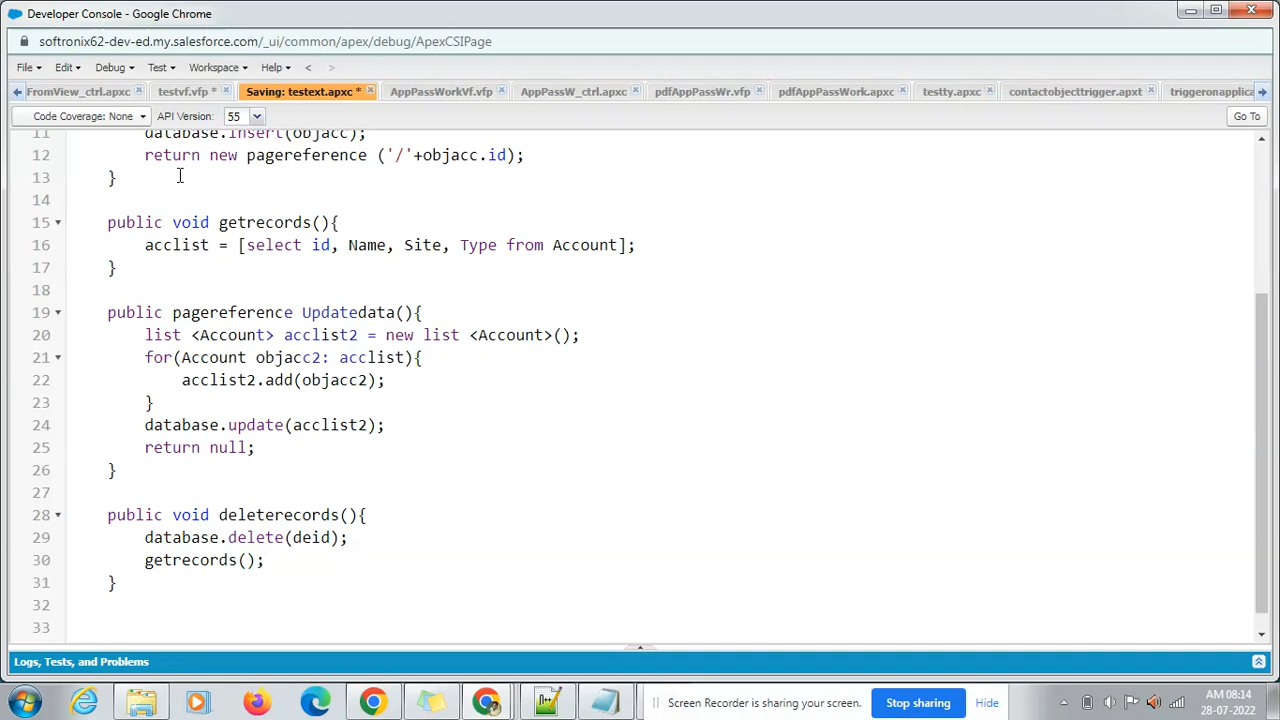 Developer Console - Google Chrome
softronix62-dev-ed.my.salesforce.com/_ui/common/apex/debug/ApexCSIPage
File Edit Debug Test Workspace Help < >
FromView_ctrl.apxc testvf.vfp * Saving: testext.apxc * AppPassWorkVf.vfp AppPassW_ctrl.apxc pdfAppPassWr.vfp pdfAppPassWork.apxc testty.apxc contactobjecttrigger.apxt triggeronapplica
Code Coverage: None API Version: 55 Go To
11 database.insert(objacc);
12 return new pagereference ('/'+objacc.id);
13 }
14
15 public void getrecords(){
16 acclist = [select id, Name, Site, Type from Account];
17 }
18
19 public pagereference Updatedata(){
20 list <Account> acclist2 = new list <Account>();
21 for(Account objacc2: acclist){
22 acclist2.add(objacc2);
23 }
24 database.update(acclist2);
25 return null;
26 }
27
28 public void deleterecords(){
29 database.delete(deid);
30 getrecords();
31 }
32
33
Logs, Tests, and Problems
Screen Recorder is sharing your screen. Stop sharing Hide
AM 08:14
28-07-2022